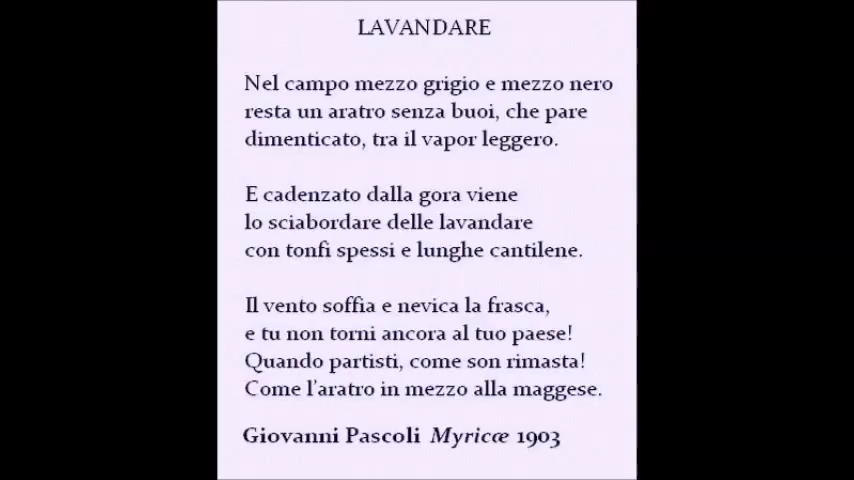 LAVANDARE
Nel campo mezzo grigio e mezzo nero
resta un aratro senza buoi, che pare
dimenticato, tra il vapor leggero.
E cadenzato dalla gora viene
lo sciabordare delle lavandare
con tonfi spessi e lunghe cantilene.
Il vento soffia e nevica la frasca,
e tu non torni ancora al tuo paese!
Quando partisti, come son rimasta!
Come l'aratro in mezzo alla maggese.
Giovanni Pascoli Myricæ 1903